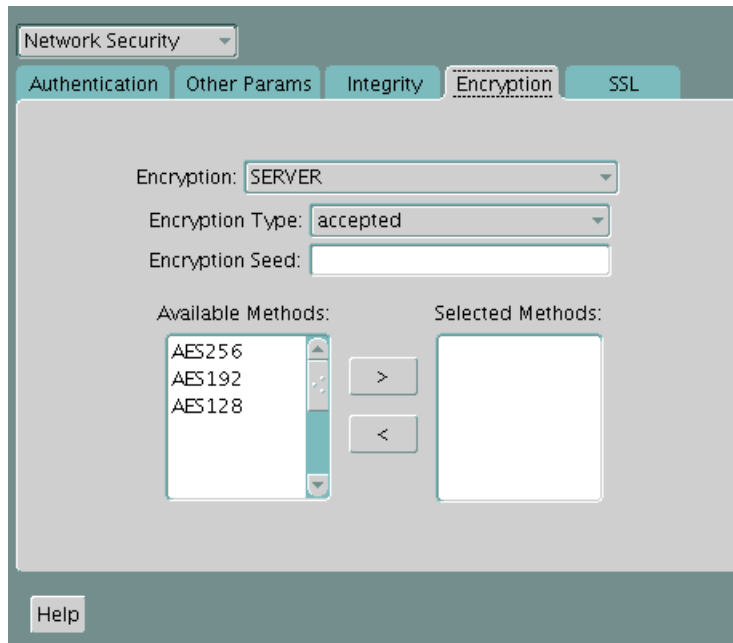 Network Security
Authentication Other Params Integrity Encryption SSL
Encryption: SERVER
Encryption Type: accepted
Encryption Seed:
Available Methods: Selected Methods:
AES256
AES192 >
AES128
<
Help